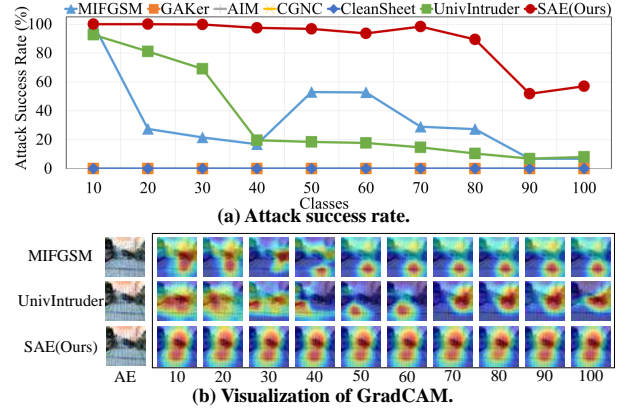 MIFGSM GAKer AIM CGNC CleanSheet UnivIntruder SAE(Ours)
Attack Success Rate (%)
100
80
60
40
20
0
10 20 30 40 50 60 70 80 90 100
Classes
(a) Attack success rate.
MIFGSM
UnivIntruder
SAE(Ours)
AE 10 20 30 40 50 60 70 80 90 100
(b) Visualization of GradCAM.